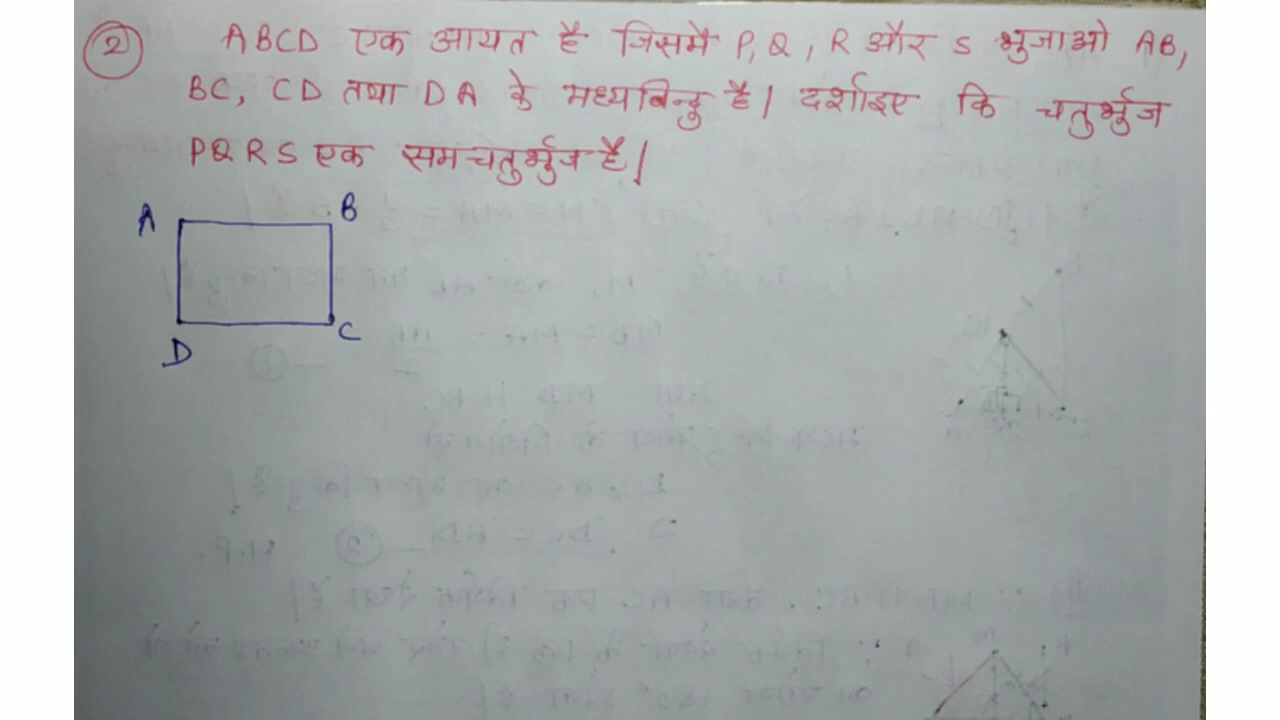 2 ABCD एक आयत है जिसमें P, Q, R और S भुजाओ AB,
BC, CD तथा DA के मध्यबिन्दु है। दर्शाइए कि चतुर्भुज
PQRS एक समचतुर्भुज है।
A B
D C